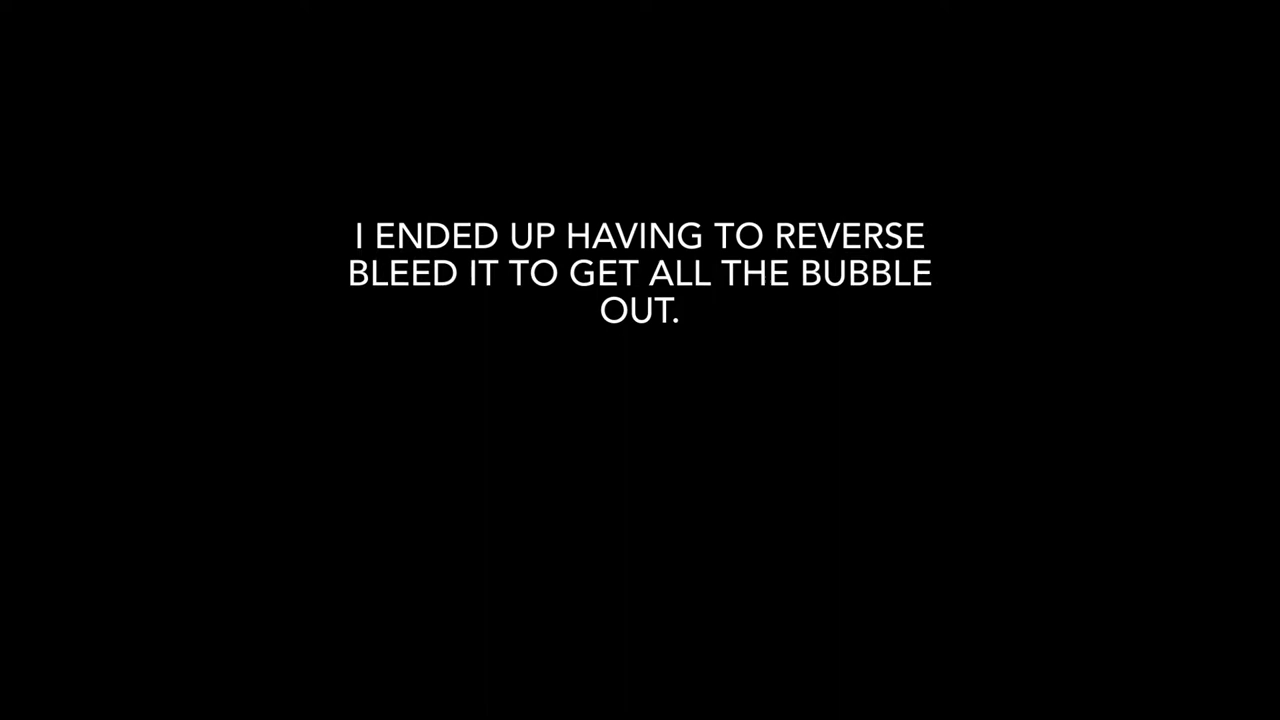 I ENDED UP HAVING TO REVERSE
BLEED IT TO GET ALL THE BUBBLE
OUT.